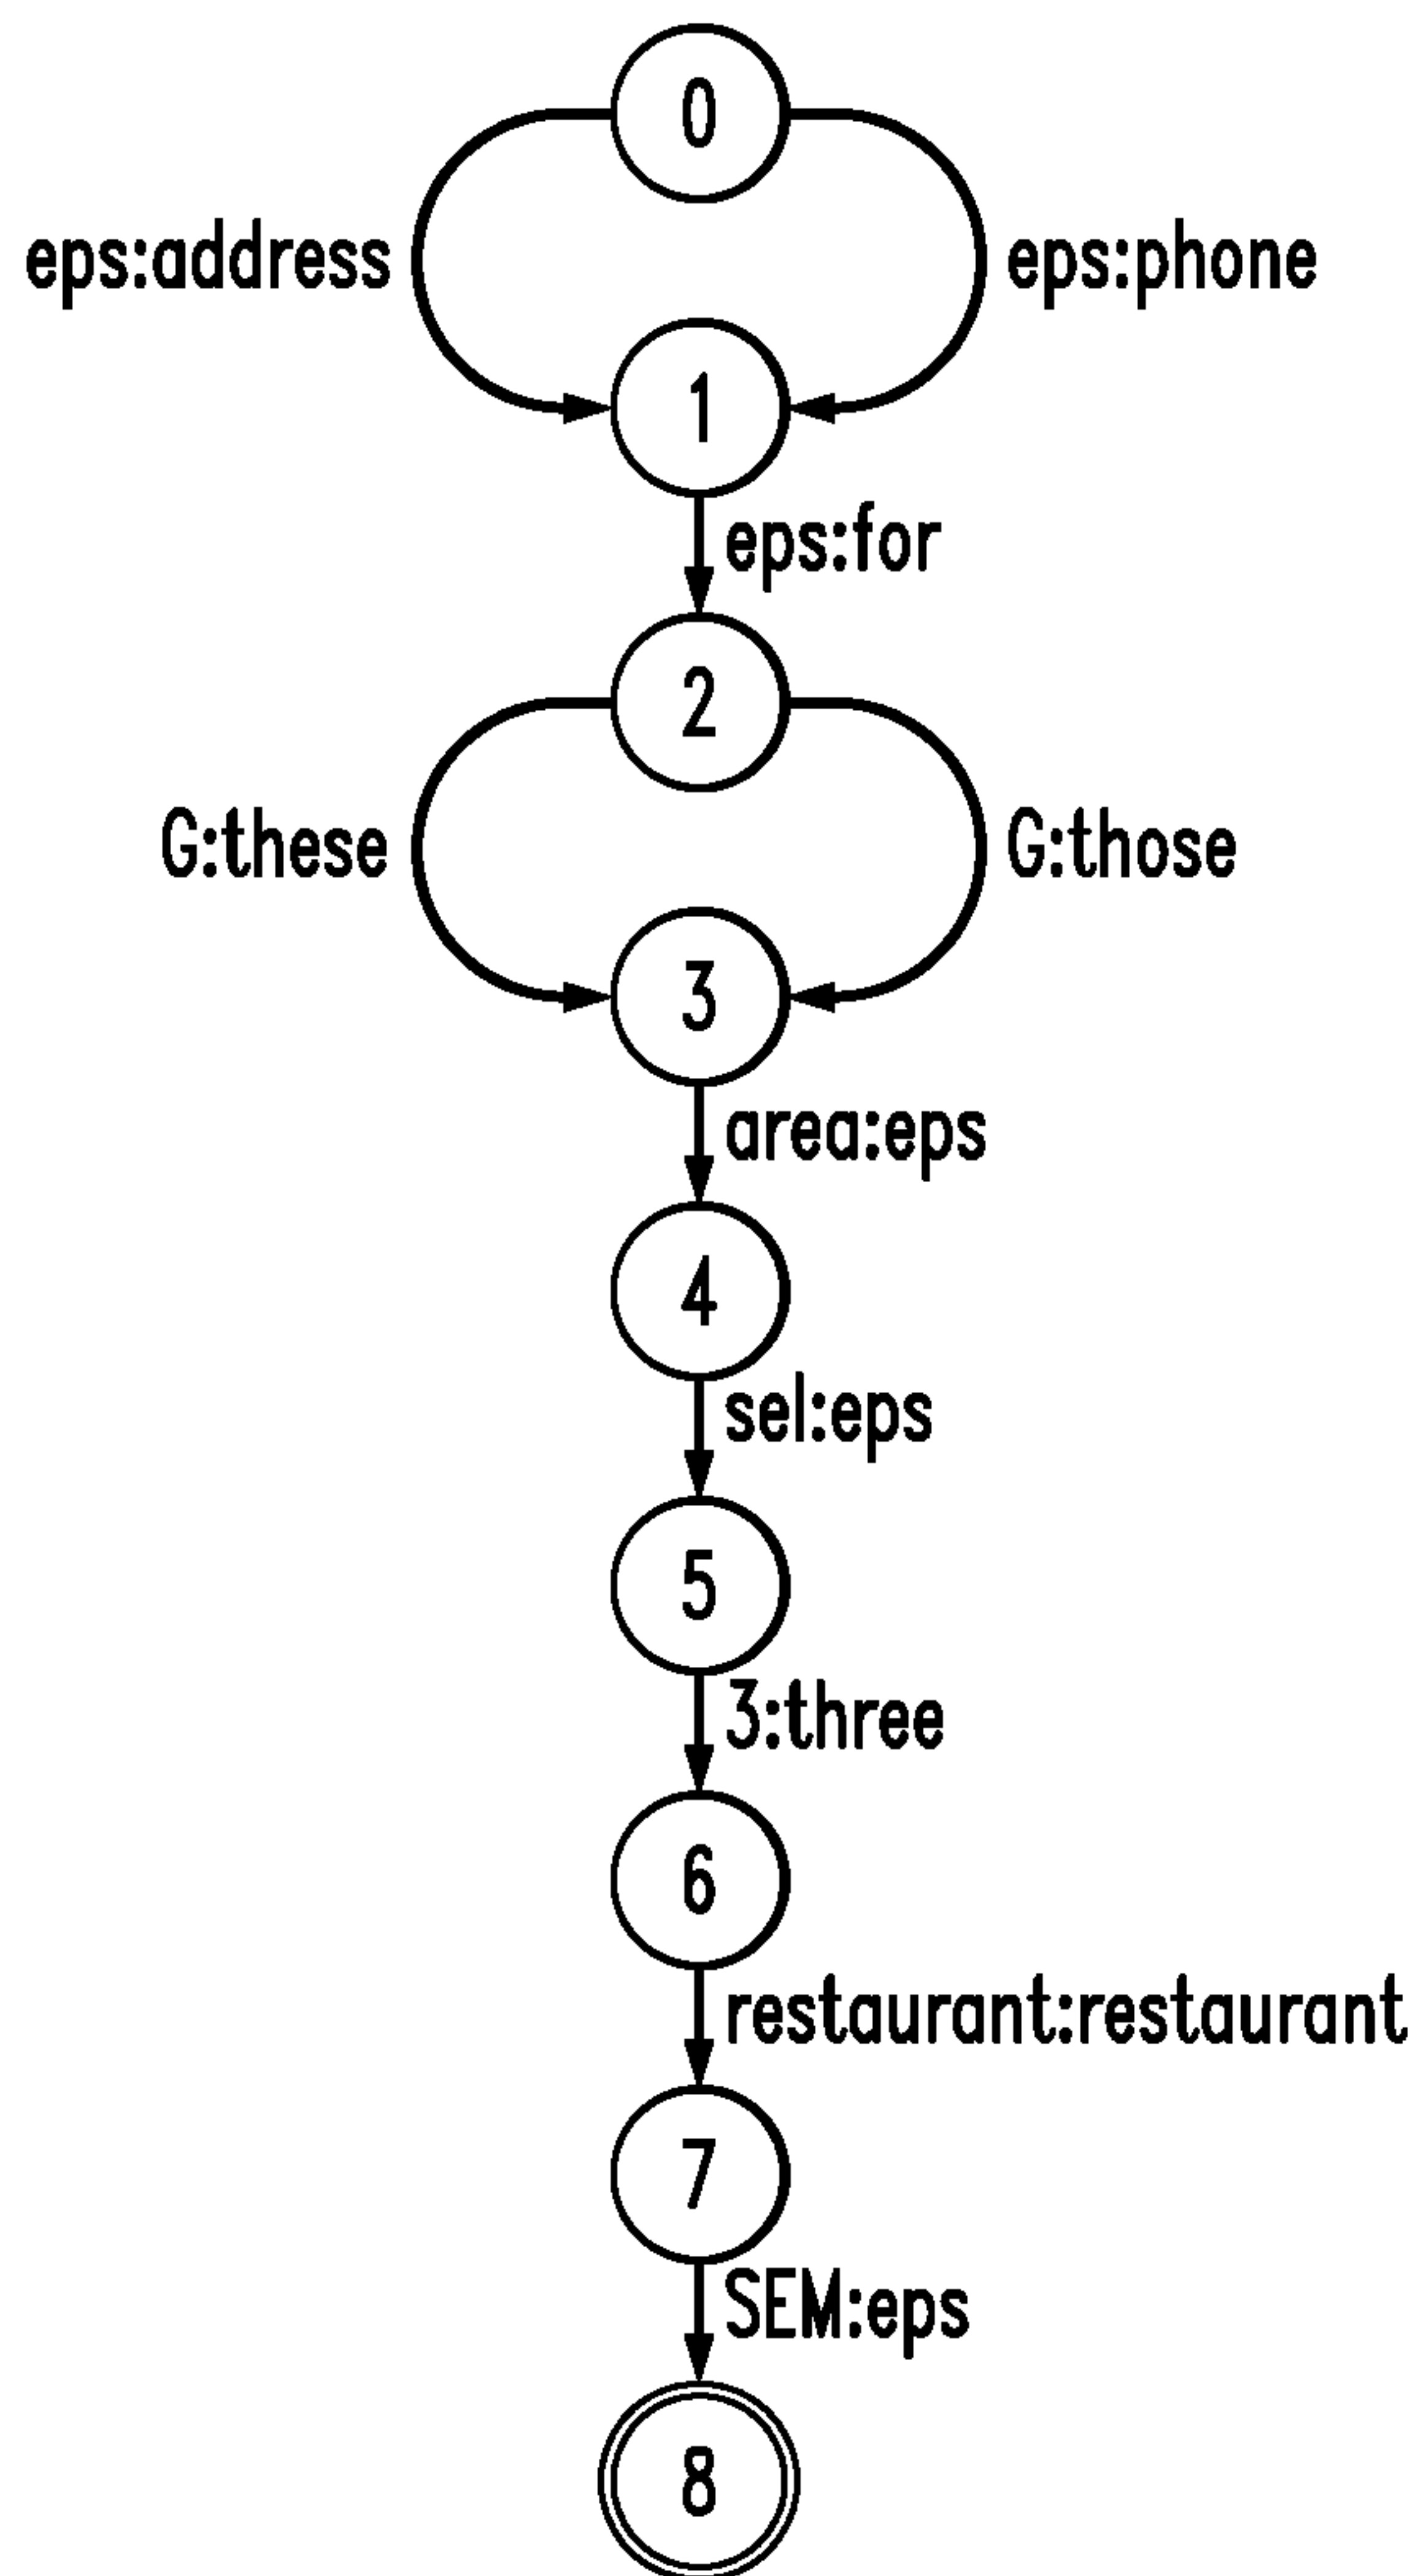 0
eps:address eps:phone
1
eps:for
2
G:these G:those
3
area:eps
4
sel:eps
5
3:three
6
restaurant:restaurant
7
SEM:eps
8